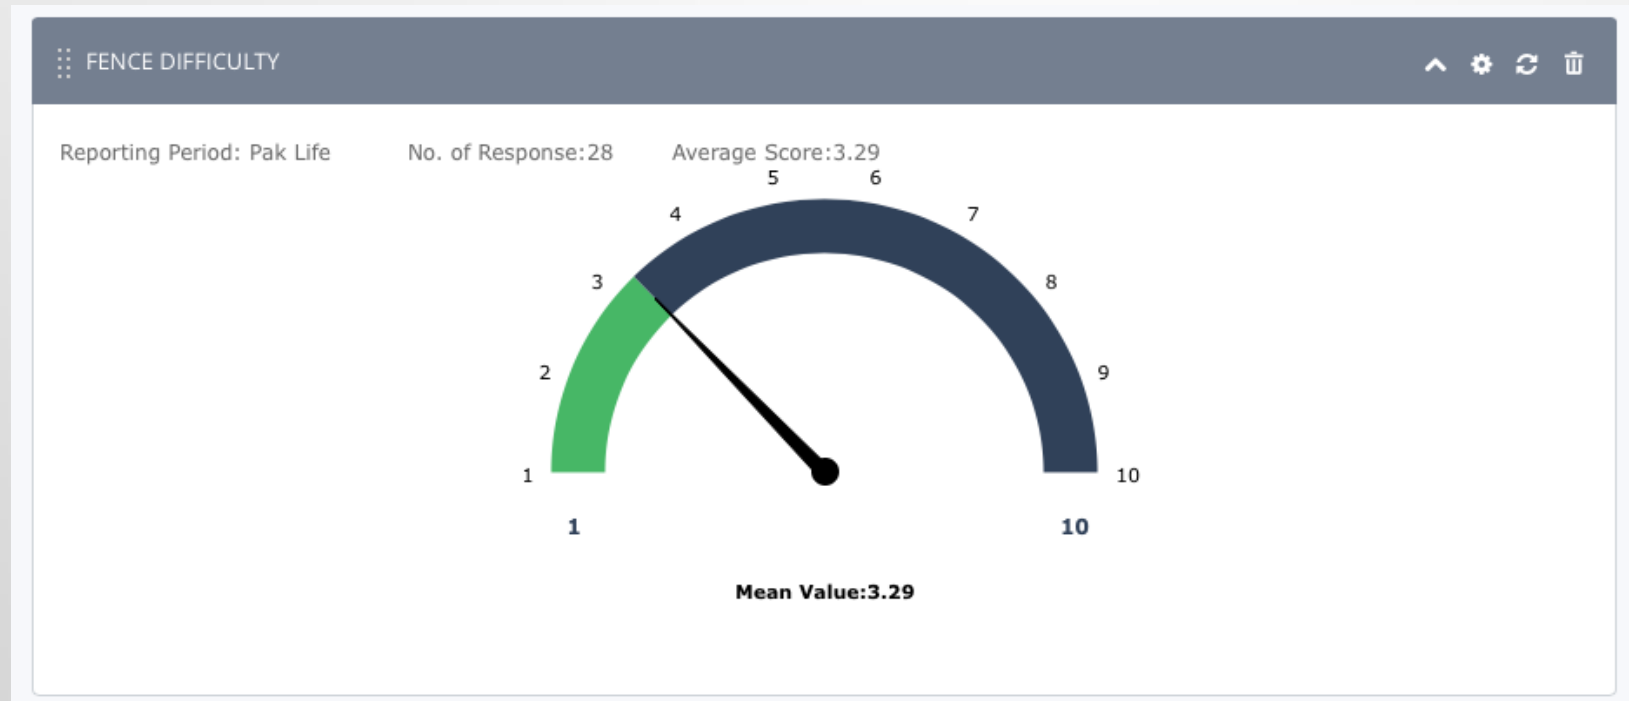 FENCE DIFFICULTY
Reporting Period: Pak Life No. of Response:28 Average Score:3.29
5 6
4 7
3 8
2 9
1 10
1 10
Mean Value:3.29